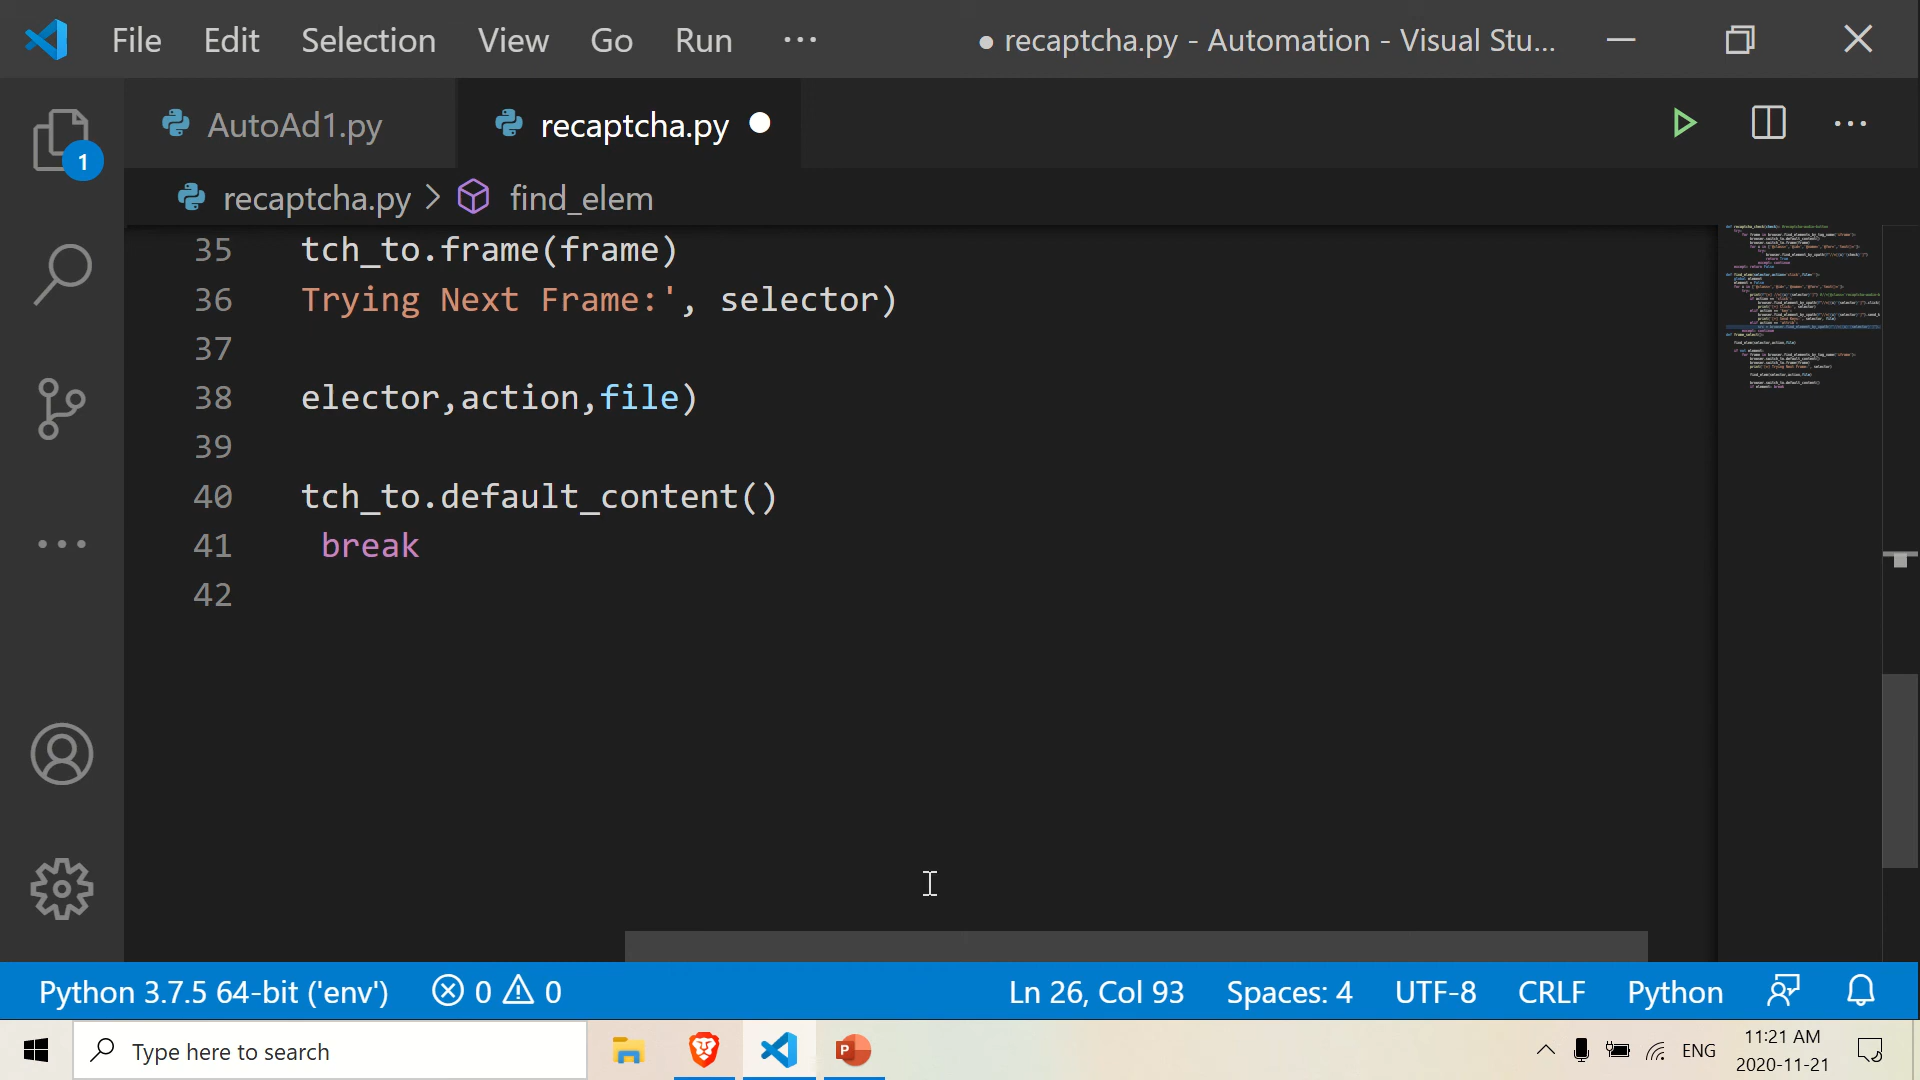 File Edit Selection View Go Run ··· ● recaptcha.py - Automation - Visual Stu...
1
AutoAd1.py recaptcha.py
recaptcha.py > find_elem
35 tch_to.frame(frame)
36 Trying Next Frame:', selector)
37
38 elector,action,file)
39
40 tch_to.default_content()
41 break
42
Python 3.7.5 64-bit ('env') 0 0 Ln 26, Col 93 Spaces: 4 UTF-8 CRLF Python
Type here to search
ENG
11:21 AM
2020-11-21